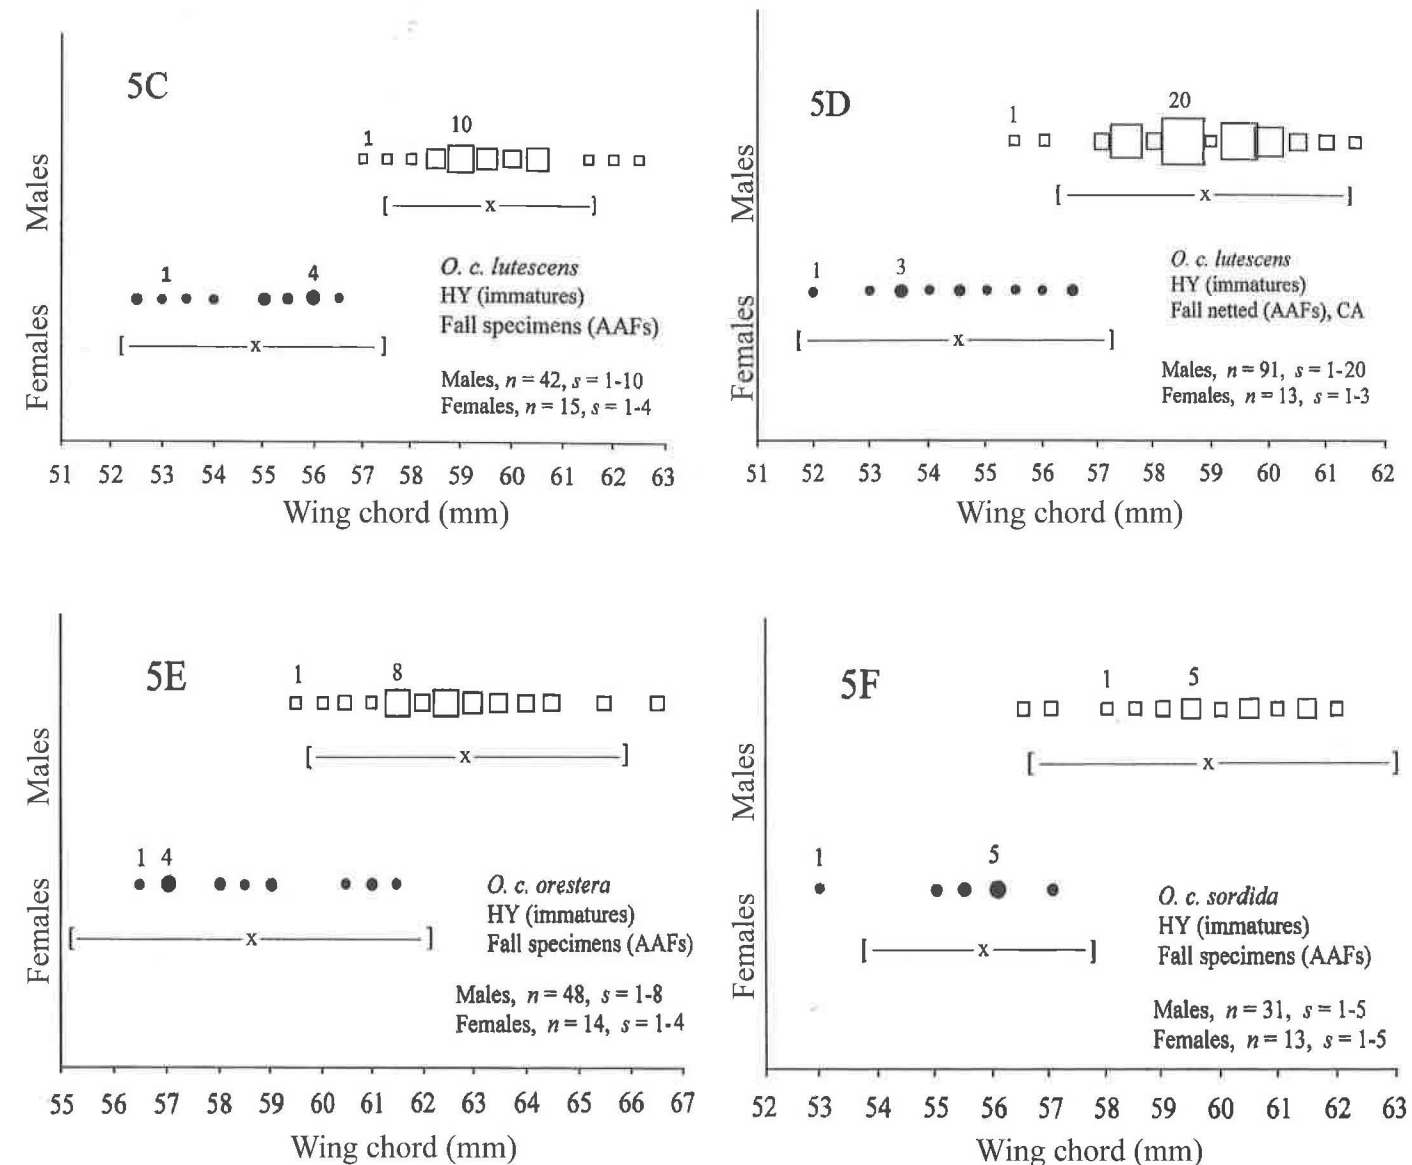 5C
1
10
Males
[ x ]
O. c. lutescens
HY (immatures)
Fall specimens (AAFs)
1
4
Females
[ x ]
Males, n = 42, s = 1-10
Females, n = 15, s = 1-4
51 52 53 54 55 56 57 58 59 60 61 62 63
Wing chord (mm)
5D
1
20
Males
[ x ]
O. c. lutescens
HY (immatures)
Fall netted (AAFs), CA
1
3
Females
[ x ]
Males, n = 91, s = 1-20
Females, n = 13, s = 1-3
51 52 53 54 55 56 57 58 59 60 61 62
Wing chord (mm)
5E
1
8
Males
[ x ]
1 4
Females
[ x ]
O. c. orestera
HY (immatures)
Fall specimens (AAFs)
Males, n = 48, s = 1-8
Females, n = 14, s = 1-4
55 56 57 58 59 60 61 62 63 64 65 66 67
Wing chord (mm)
5F
1
5
Males
[ x ]
1
5
Females
[ x ]
O. c. sordida
HY (immatures)
Fall specimens (AAFs)
Males, n = 31, s = 1-5
Females, n = 13, s = 1-5
52 53 54 55 56 57 58 59 60 61 62 63
Wing chord (mm)